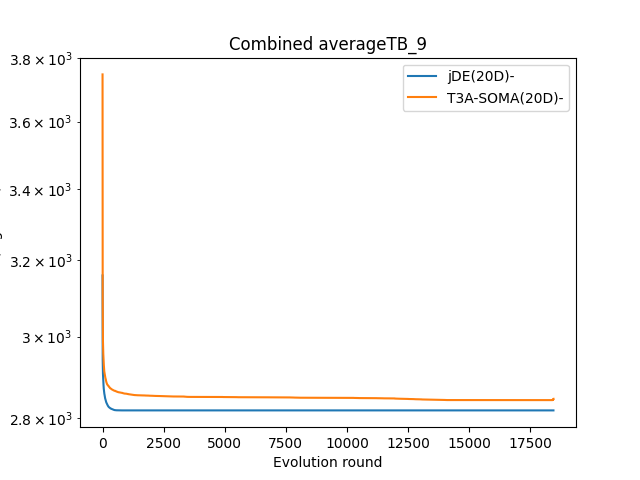 Combined averageTB_9
3.8 × 10³
3.6 × 10³
3.4 × 10³
3.2 × 10³
3 × 10³
2.8 × 10³
jDE(20D)-
T3A-SOMA(20D)-
0 2500 5000 7500 10000 12500 15000 17500
Evolution round